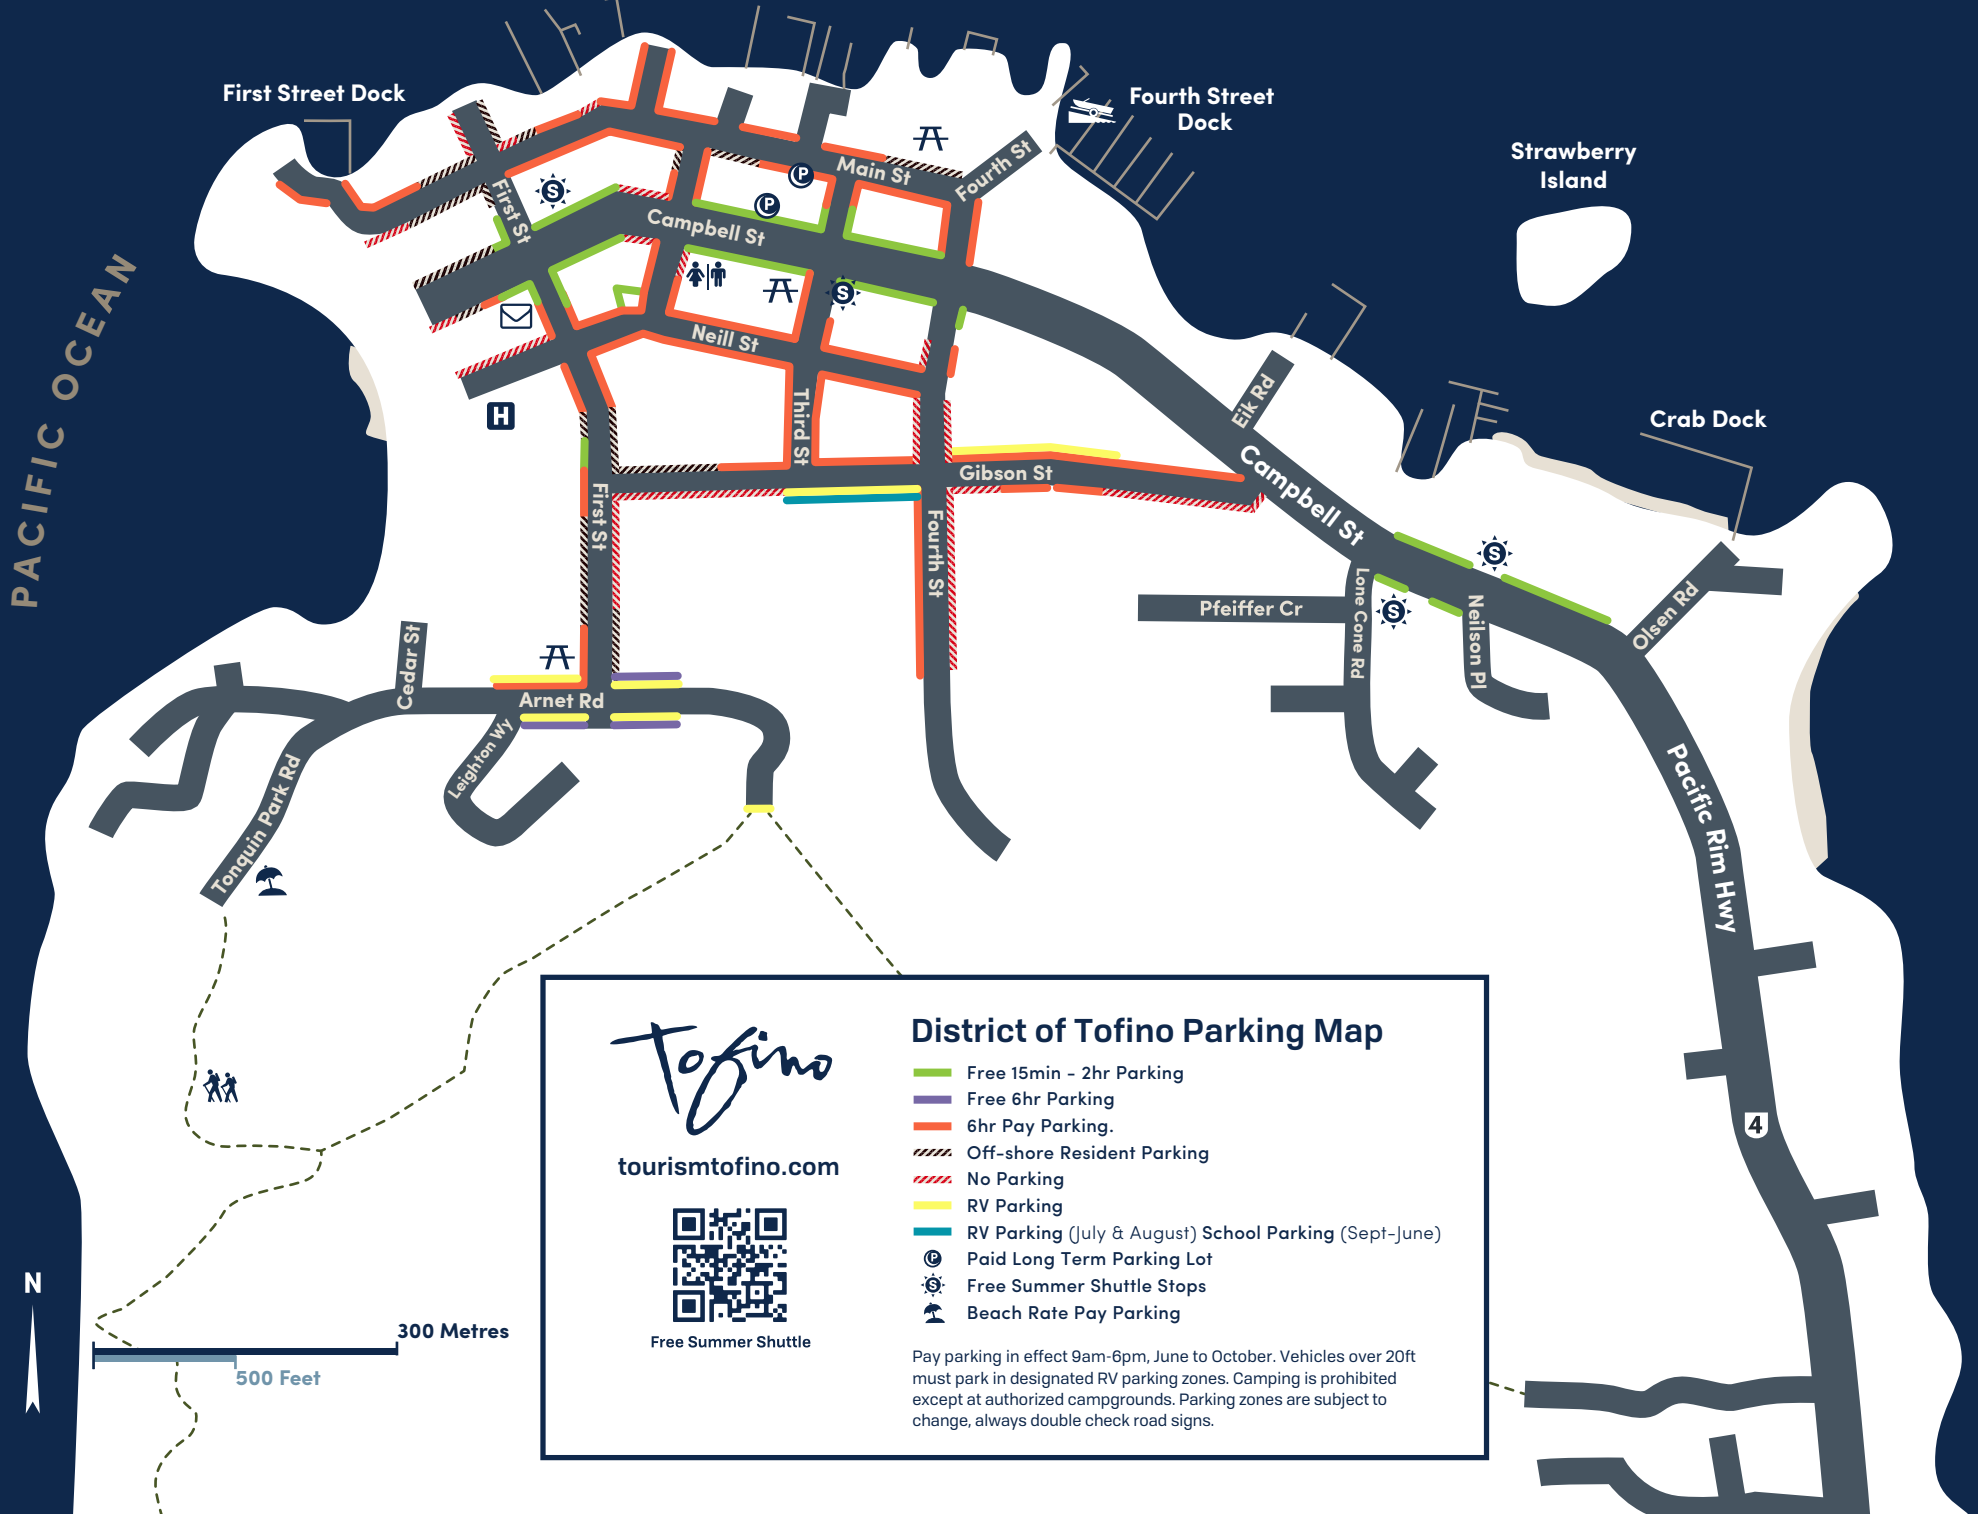 First Street Dock
Fourth Street
Dock
Strawberry
Island
Crab Dock
PACIFIC OCEAN
Main St
Fourth St
First St
Campbell St
Neill St
Third St
Eik Rd
Gibson St
Campbell St
First St
Fourth St
Pfeiffer Cr
Lone Cone Rd
Neilson Pl
Olsen Rd
Cedar St
Arnet Rd
Leighton Wy
Tonquin Park Rd
Pacific Rim Hwy
P
P
S
S
S
S
H
4
N
300 Metres
500 Feet
Tofino
tourismtofino.com
Free Summer Shuttle
District of Tofino Parking Map
Free 15min - 2hr Parking
Free 6hr Parking
6hr Pay Parking.
Off-shore Resident Parking
No Parking
RV Parking
RV Parking (July & August) School Parking (Sept-June)
P Paid Long Term Parking Lot
S Free Summer Shuttle Stops
Beach Rate Pay Parking
Pay parking in effect 9am-6pm, June to October. Vehicles over 20ft
must park in designated RV parking zones. Camping is prohibited
except at authorized campgrounds. Parking zones are subject to
change, always double check road signs.